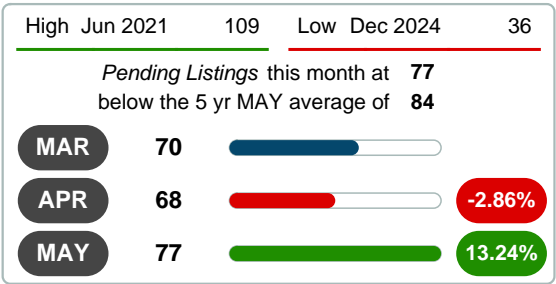 High Jun 2021 109 Low Dec 2024 36
Pending Listings this month at 77
below the 5 yr MAY average of 84
MAR 70
APR 68 -2.86%
MAY 77 13.24%